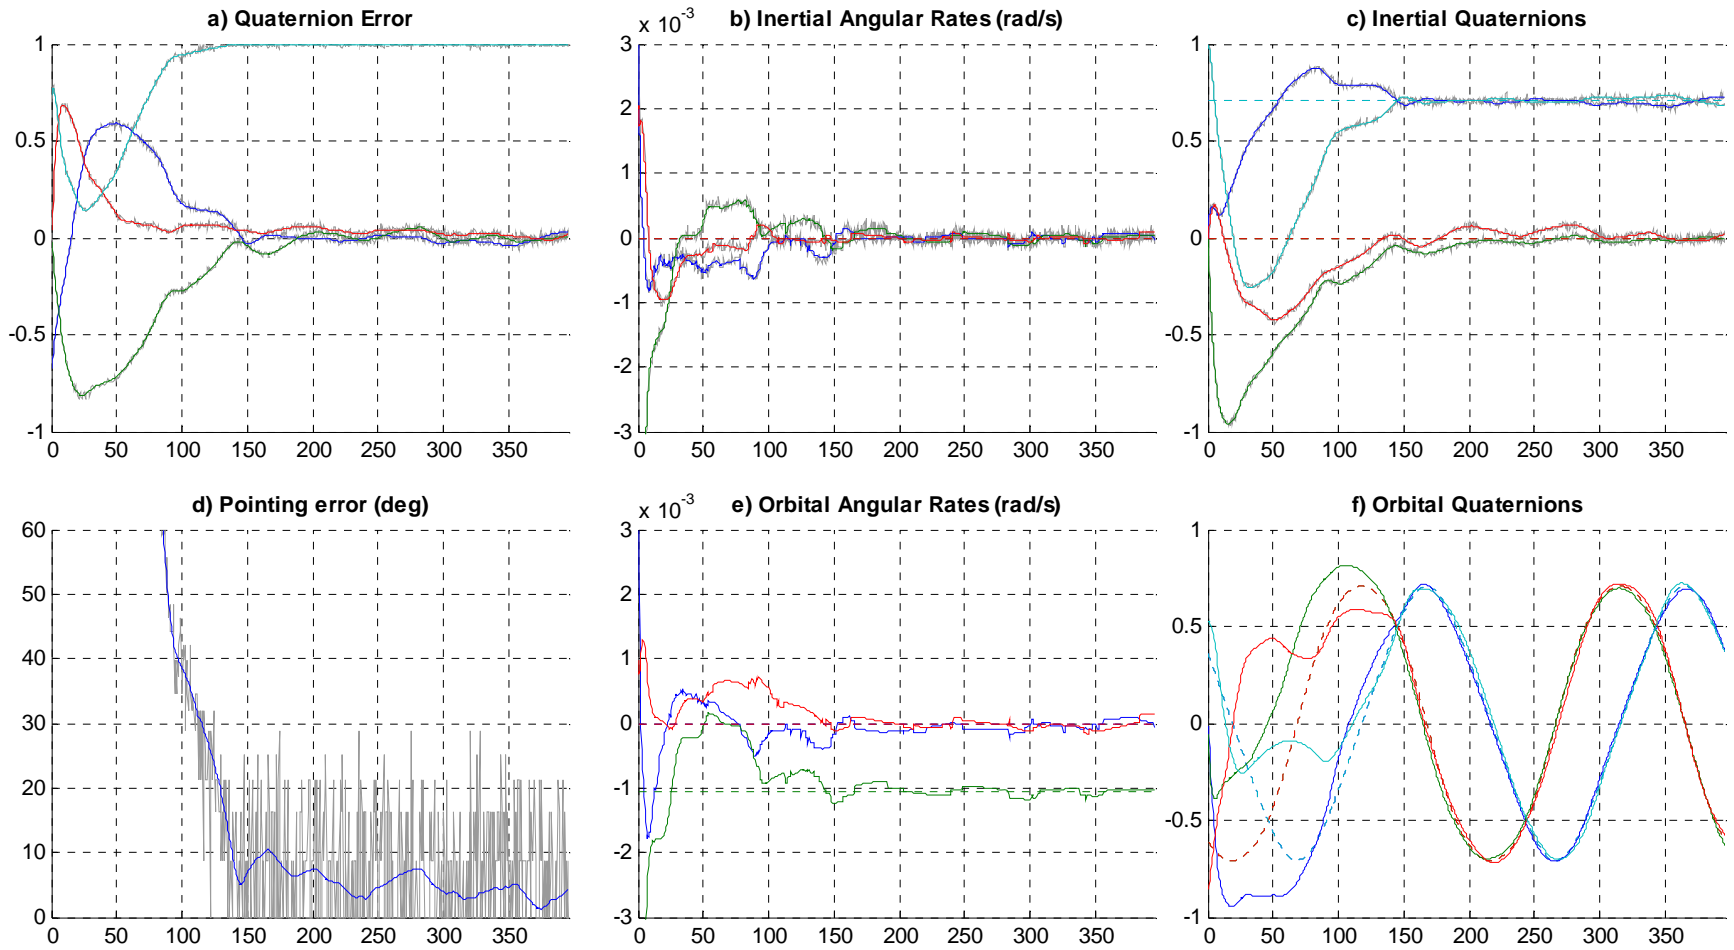 a) Quaternion Error
1
0.5
0
-0.5
-1
0 50 100 150 200 250 300 350
b) Inertial Angular Rates (rad/s)
x 10^-3
3
2
1
0
-1
-2
-3
0 50 100 150 200 250 300 350
c) Inertial Quaternions
1
0.5
0
-0.5
-1
0 50 100 150 200 250 300 350
d) Pointing error (deg)
60
50
40
30
20
10
0
0 50 100 150 200 250 300 350
e) Orbital Angular Rates (rad/s)
x 10^-3
3
2
1
0
-1
-2
-3
0 50 100 150 200 250 300 350
f) Orbital Quaternions
1
0.5
0
-0.5
-1
0 50 100 150 200 250 300 350